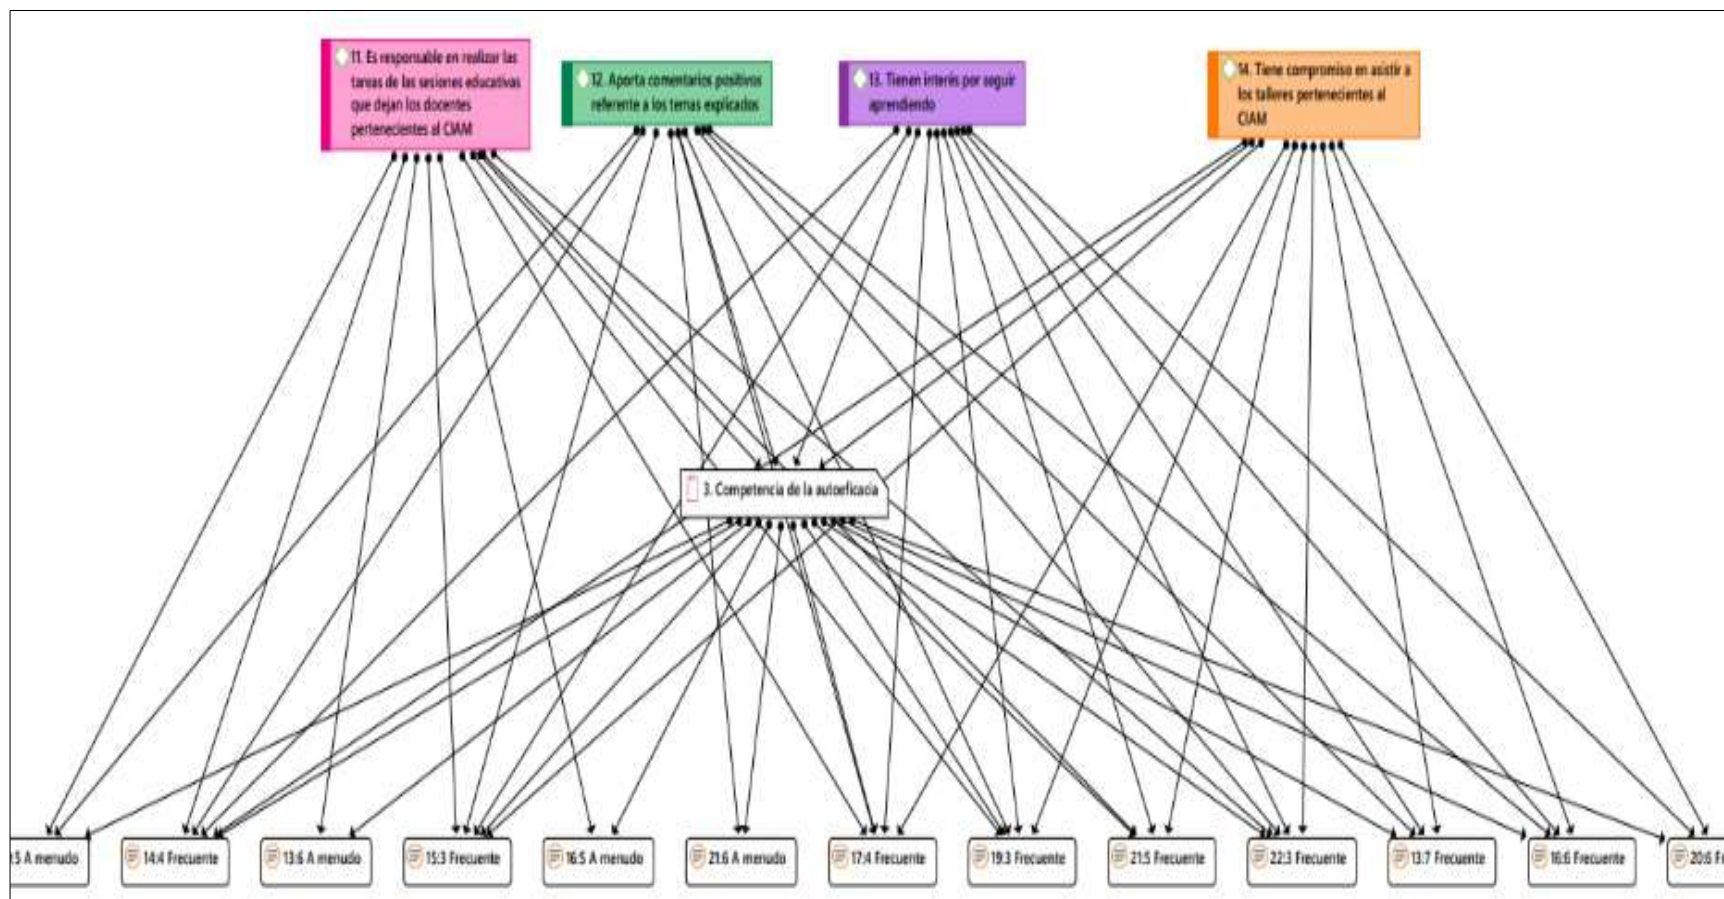 11. Es responsable en realizar las
tareas de las sesiones educativas
que dejan los docentes
pertenecientes al CIAM
12. Aporta comentarios positivos
referente a los temas explicados
13. Tienen interés por seguir
aprendiendo
14. Tiene compromiso en asistir a
los talleres pertenecientes al
CIAM
3. Competencia de la autoeficacia
:5 A menudo
14:4 Frecuente
13:6 A menudo
15:3 Frecuente
16:5 A menudo
21:6 A menudo
17:4 Frecuente
19:3 Frecuente
21:5 Frecuente
22:3 Frecuente
13:7 Frecuente
16:6 Frecuente
20:6 Fr